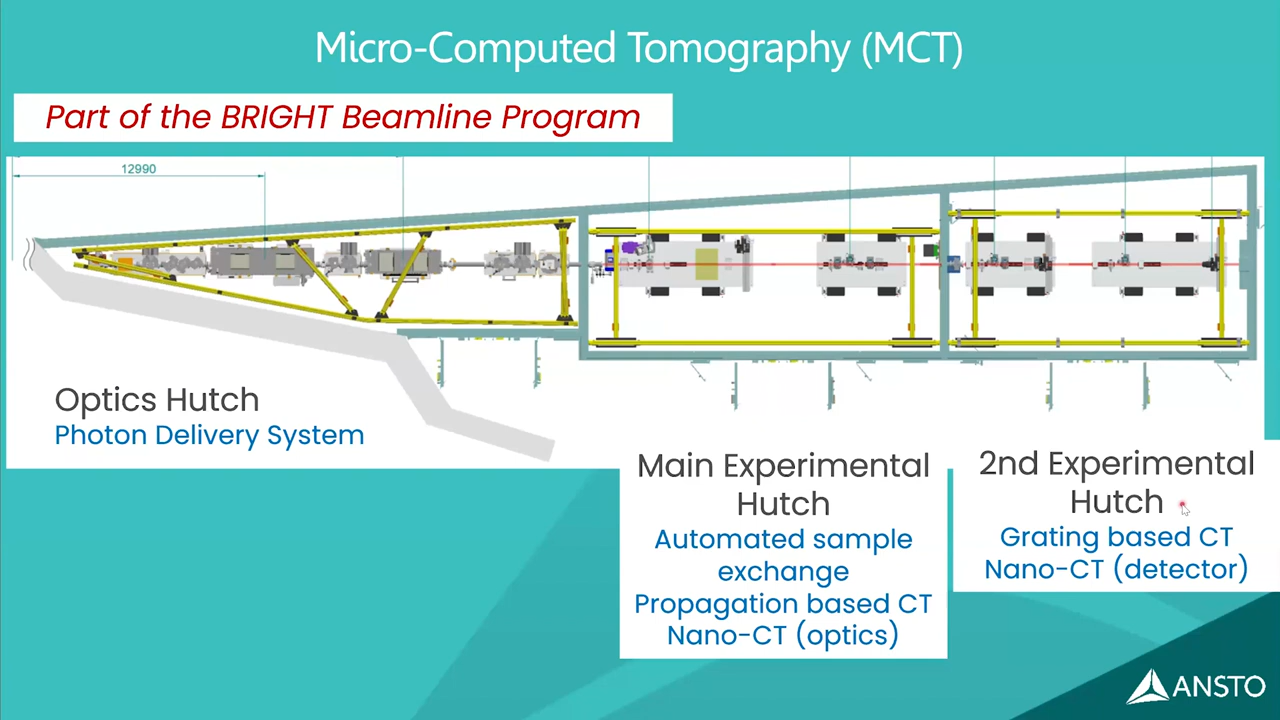 Micro-Computed Tomography (MCT)
Part of the BRIGHT Beamline Program
12990
Optics Hutch
Photon Delivery System
Main Experimental
Hutch
Automated sample
exchange
Propagation based CT
Nano-CT (optics)
2nd Experimental
Hutch
Grating based CT
Nano-CT (detector)
ANSTO